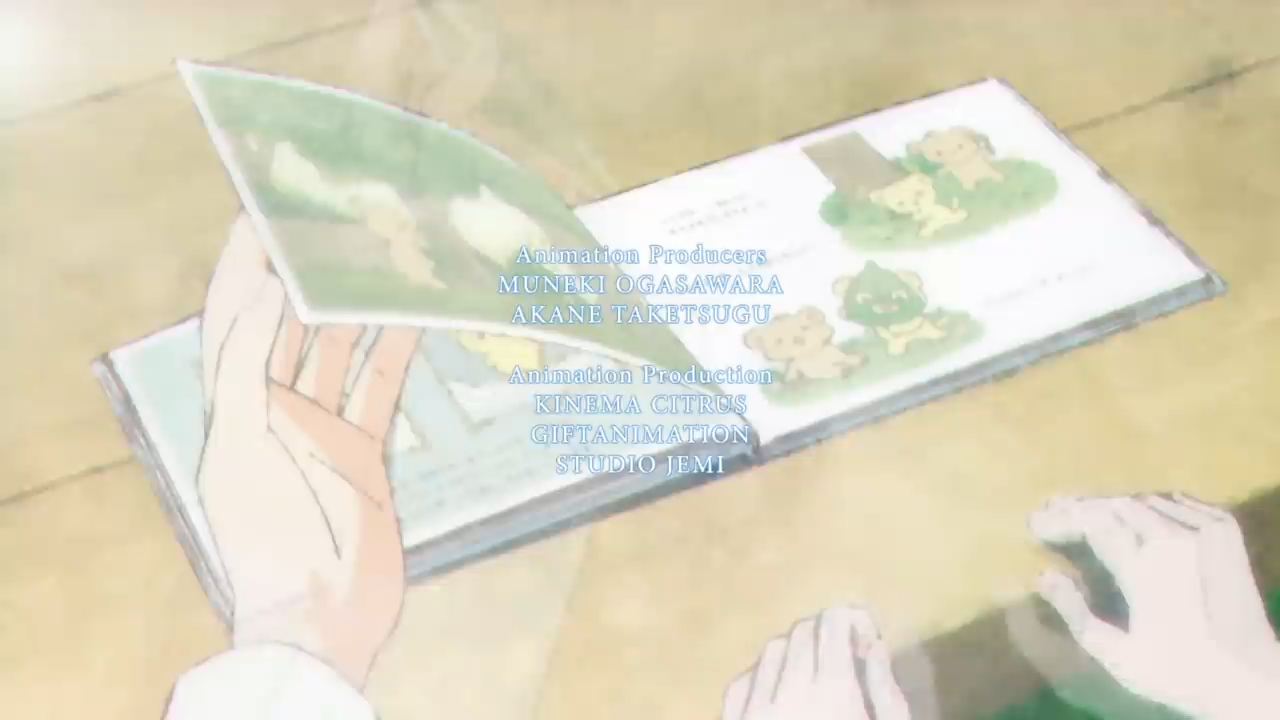 Animation Producers
MUNEKI OGASAWARA
AKANE TAKETSUGU
Animation Production
KINEMA CITRUS
GIFTANIMATION
STUDIO JEMI